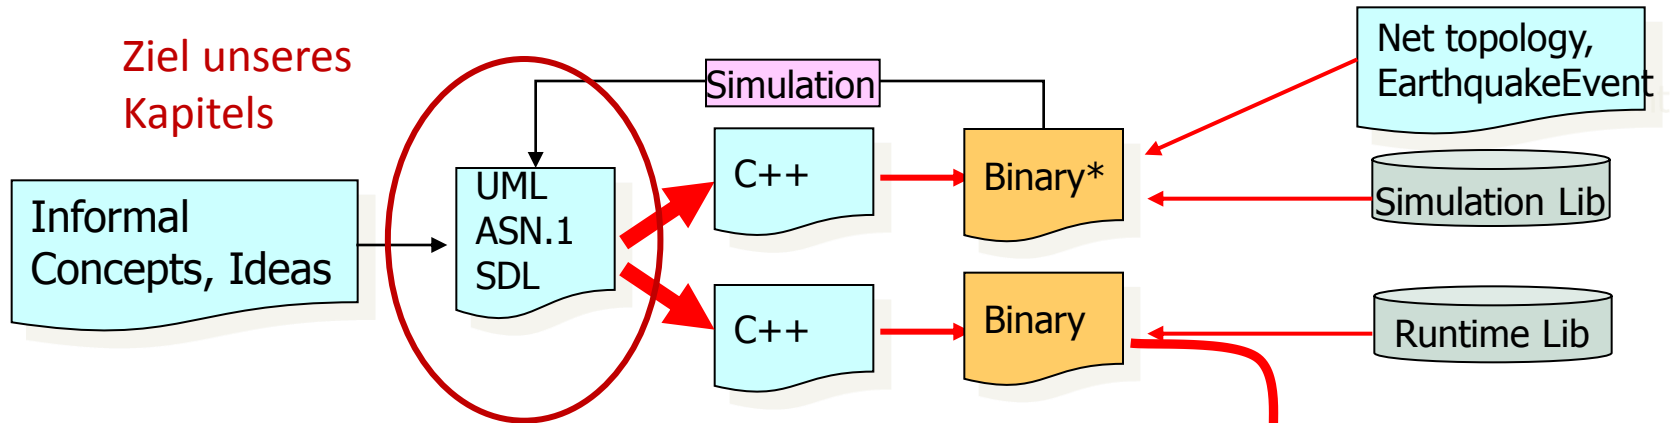 Ziel unseres
Kapitels
Informal
Concepts, Ideas
UML
ASN.1
SDL
Simulation
C++
Binary*
Net topology,
EarthquakeEvent
Simulation Lib
C++
Binary
Runtime Lib